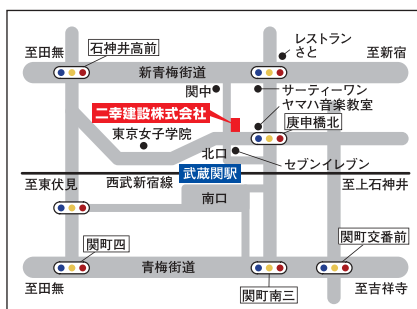 レストラン
さと
至田無
石神井高前
至新宿
新青梅街道
関中
サーティーワン
ヤマハ音楽教室
二幸建設株式会社
庚申橋北
東京女子学院
北口
セブンイレブン
至東伏見
西武新宿線
武蔵関駅
至上石神井
南口
関町四
関町交番前
青梅街道
至田無
関町南三
至吉祥寺